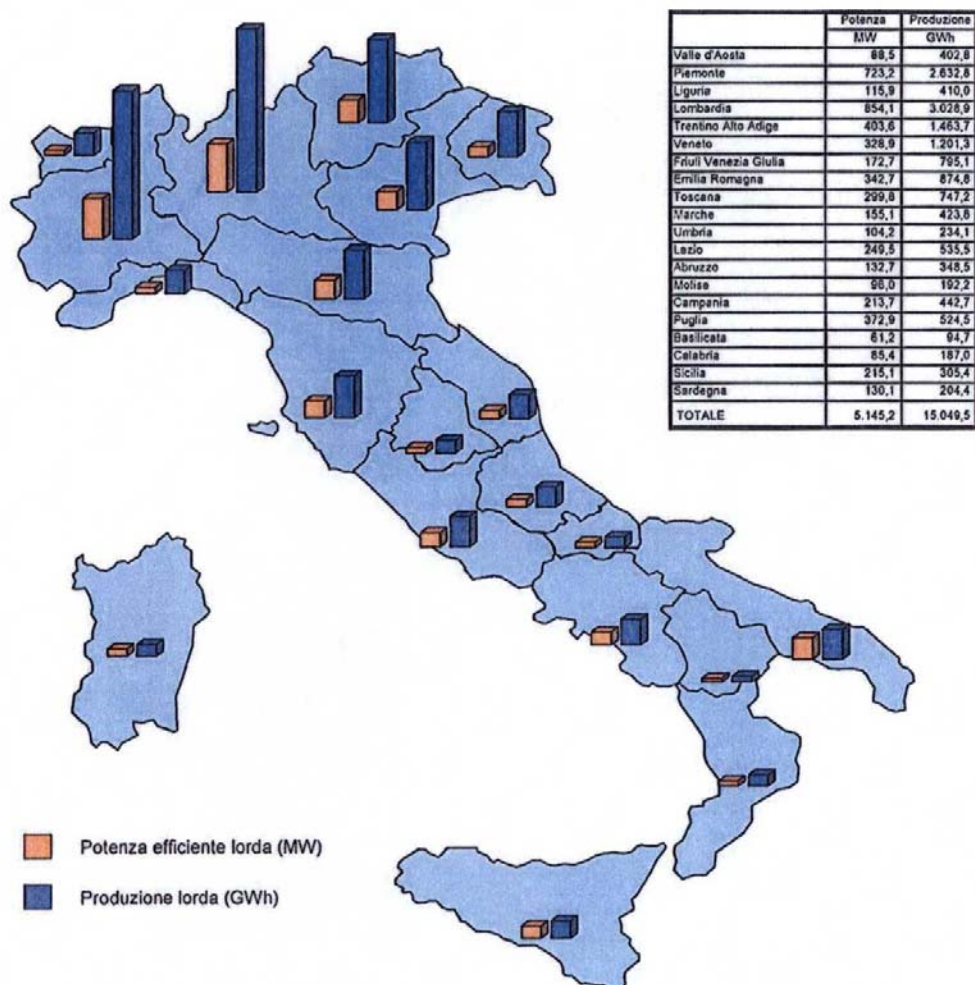 Potenza Produzione
MW GWh
Valle d'Aosta 88,5 402,8
Piemonte 723,2 2.632,8
Liguria 115,9 410,0
Lombardia 854,1 3.028,9
Trentino Alto Adige 403,6 1.463,7
Veneto 328,9 1.201,3
Friuli Venezia Giulia 172,7 795,1
Emilia Romagna 342,7 874,8
Toscana 299,8 747,2
Marche 155,1 423,8
Umbria 104,2 234,1
Lazio 249,5 535,5
Abruzzo 132,7 348,5
Molise 96,0 192,2
Campania 213,7 442,7
Puglia 372,9 524,5
Basilicata 61,2 94,7
Calabria 85,4 187,0
Sicilia 215,1 305,4
Sardegna 130,1 204,4
TOTALE 5.145,2 15.049,5
Potenza efficiente lorda (MW)
Produzione lorda (GWh)